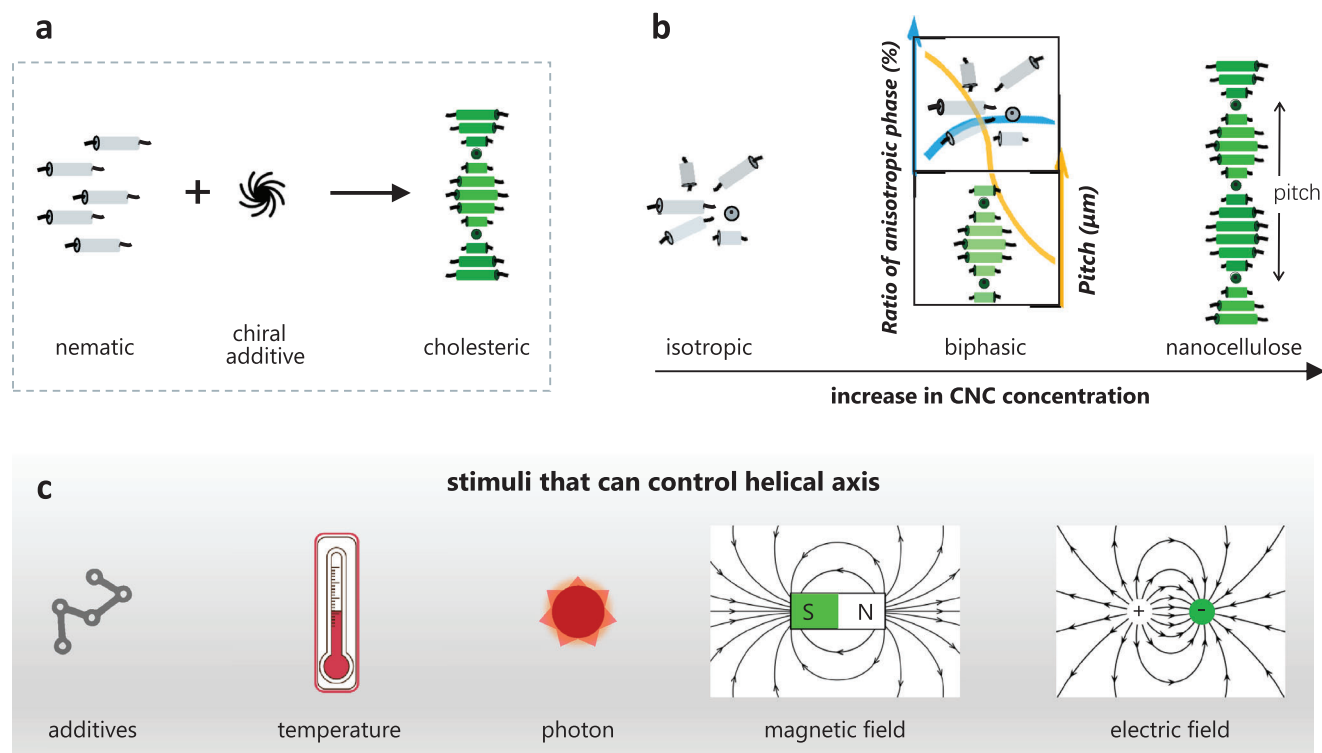 a
+
nematic
chiral
additive
cholesteric
b
Ratio of anisotropic phase (%)
Pitch (μm)
pitch
isotropic
biphasic
nanocellulose
increase in CNC concentration
c
stimuli that can control helical axis
S N
+ -
additives
temperature
photon
magnetic field
electric field